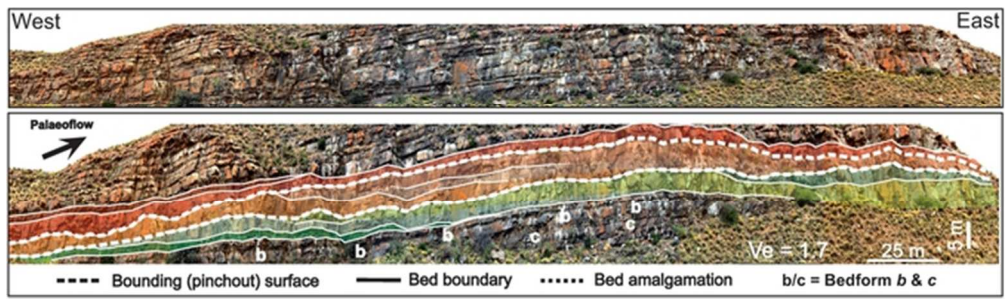 West East
Palaeoflow
b
b
b
b
c
b
c
Ve = 1.7
25 m
5 m
Bounding (pinchout) surface Bed boundary Bed amalgamation b/c = Bedform b & c